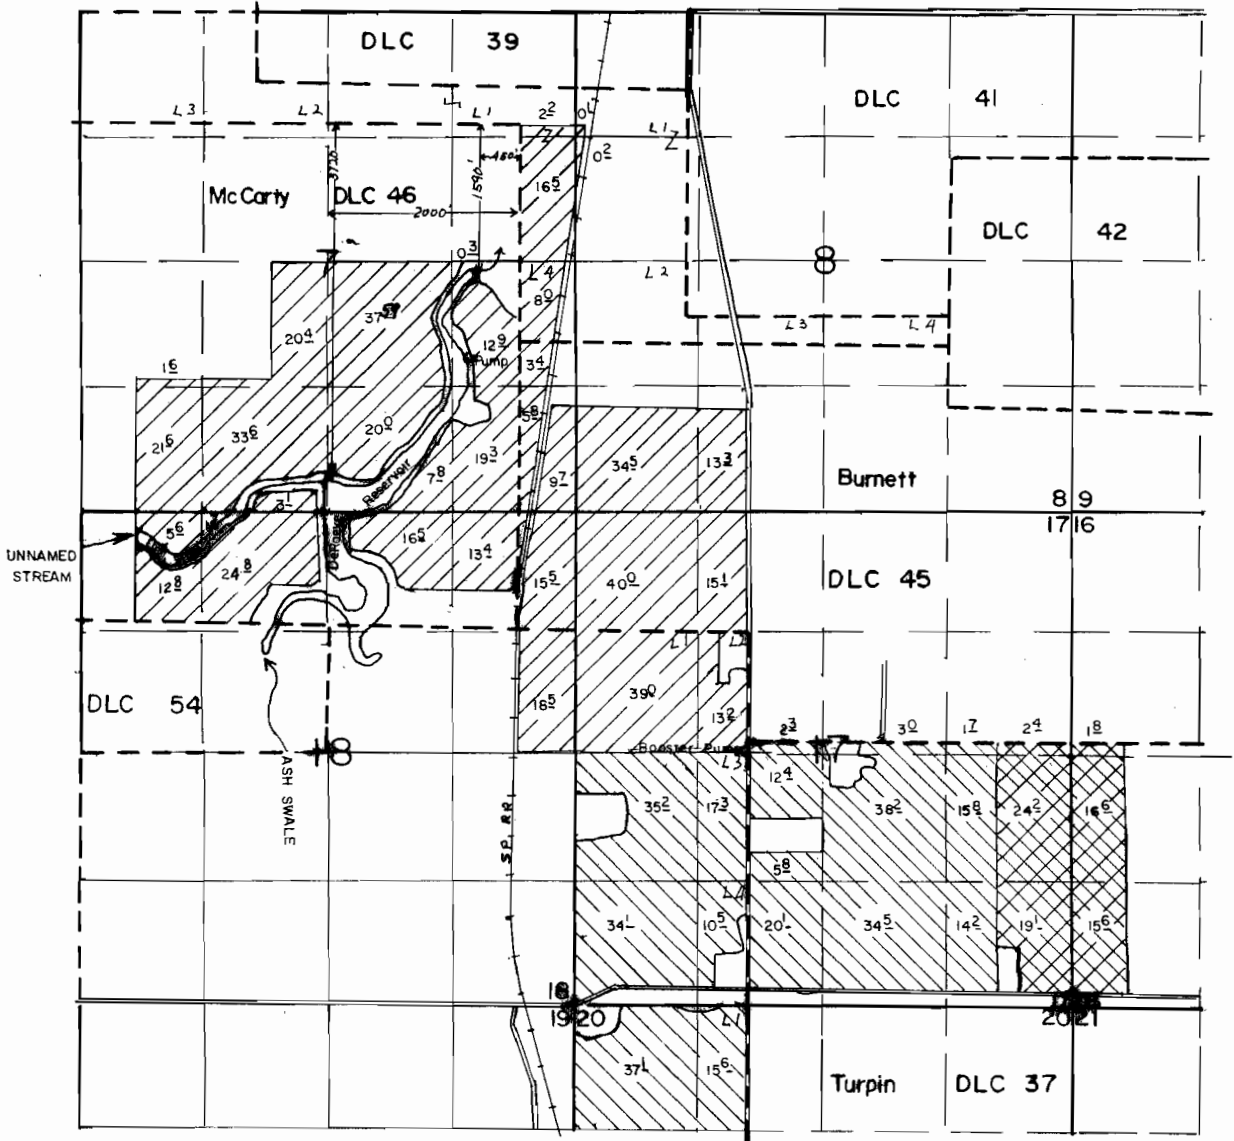 DLC 39
DLC 41
L3 L2 L1 2 2 0 1 L1
0 2
3720'
450'
1590'
16 5
McCarty DLC 46
2000'
DLC 42
7
0 3
L4
L2
8
8 0
37
L3 L4
20 4
12 9
Pump
3 4
1 6
5 8
21 6 33 6 20 0
19 3
7 8
9 7 34 5 13 3
Burnett
Reservoir
3 1
8 9
17 16
5 6
16 5 13 4
UNNAMED
STREAM
12 8 24 8
15 5 40 0 15 1
DLC 45
L1 L2
DLC 54
18 5 39 0
13 2
2 3 3 0 1 7 2 4 1 8
18
17
Booster Pump
L3
12 4
ASH SWALE
SP RR
35 2 17 3 38 2 15 8 24 2 16 6
5 8
L4
34 1 10 5 20 1 34 5 14 2 19 1 15 6
18
19 20
L1
20 21
37 1 15 6
Turpin DLC 37